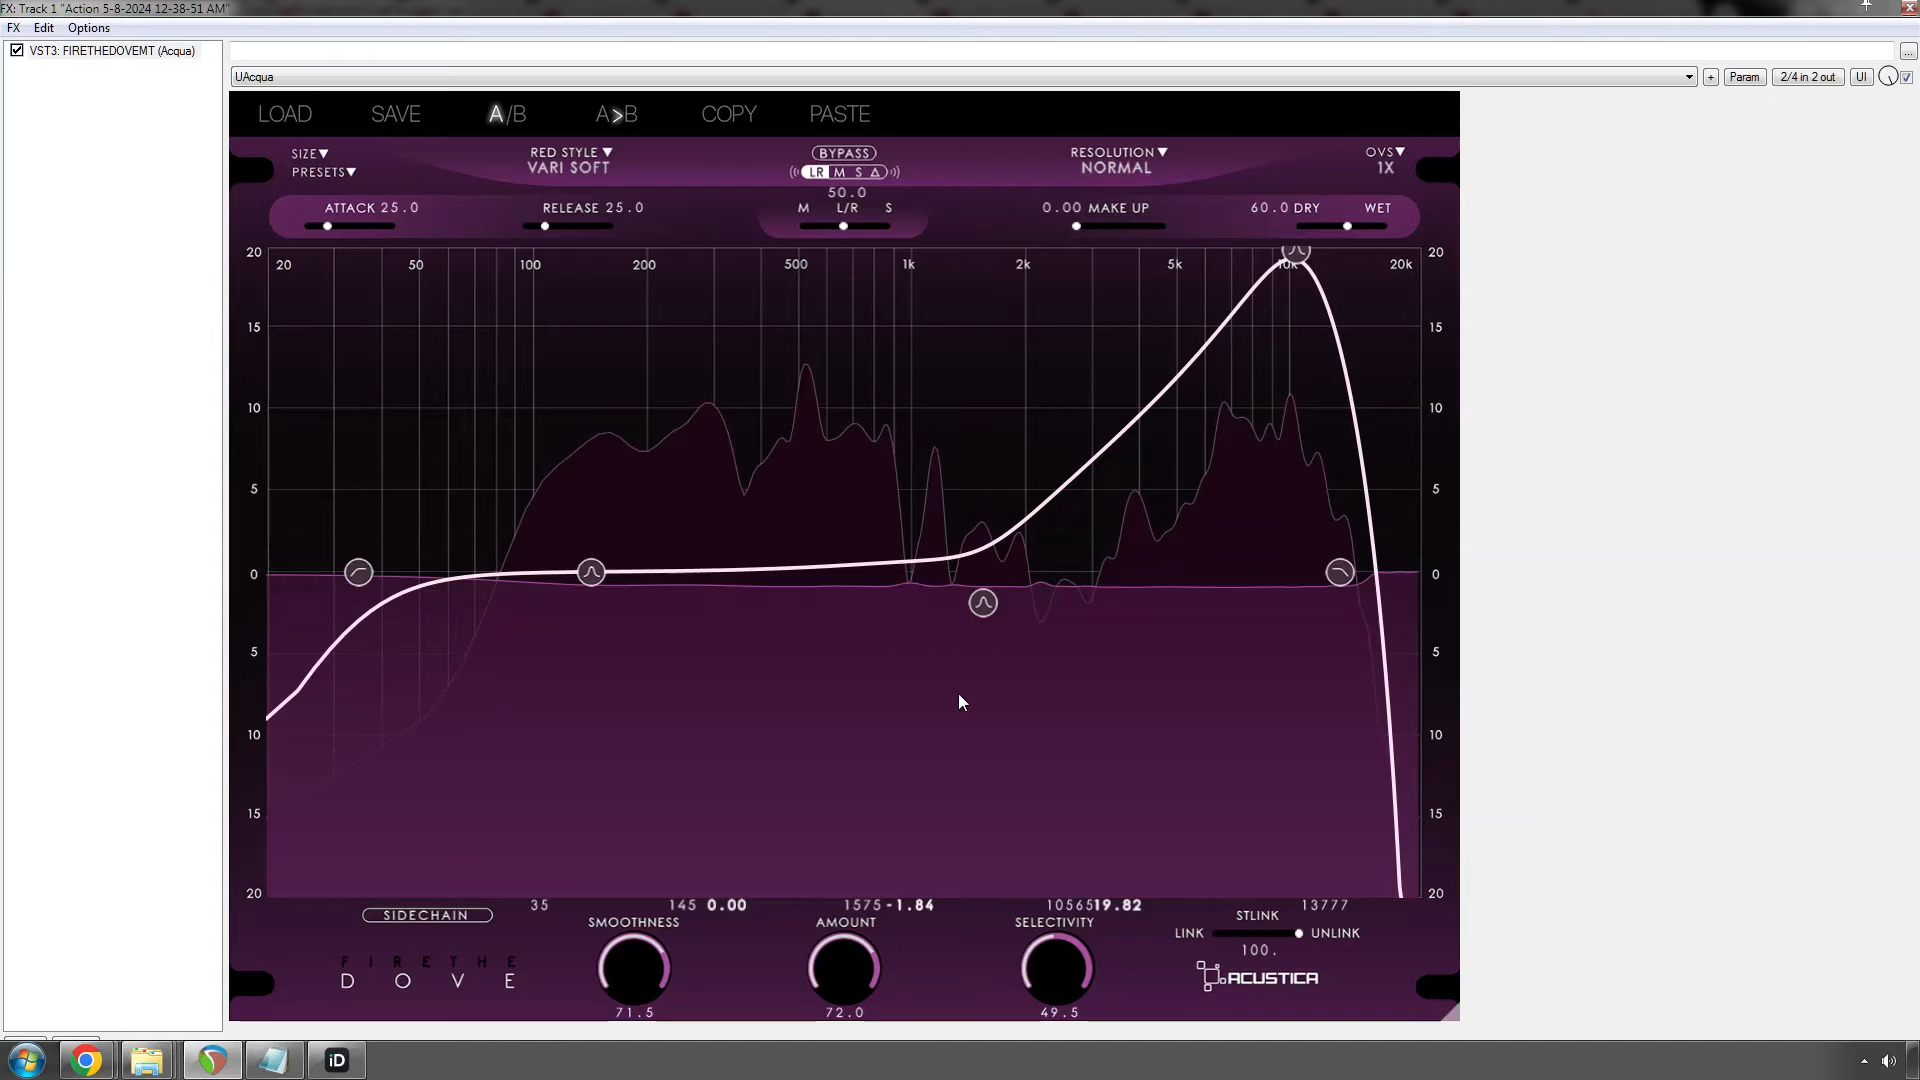 FX: Track 1 "Action 5-8-2024 12-38-51 AM"
FX Edit Options
VST3: FIRETHEDOVEMT (Acqua)
...
UAcqua
+ Param 2/4 in 2 out UI
LOAD SAVE A/B A>B COPY PASTE
SIZE▼ RED STYLE▼ BYPASS RESOLUTION▼ OVS▼
PRESETS▼ VARI SOFT LR M S Δ NORMAL 1X
50.0
ATTACK 25.0 RELEASE 25.0 M L/R S 0.00 MAKE UP 60.0 DRY WET
20 20
20 50 100 200 500 1k 2k 5k 10k 20k
15 15
10 10
5 5
0 0
5 5
10 10
15 15
20 20
35 145 0.00 1575 -1.84 10565 19.82 13777
SIDECHAIN SMOOTHNESS AMOUNT SELECTIVITY STLINK
LINK UNLINK
100.
FIRETHE
DOVE
ACUSTICA
71.5 72.0 49.5
iD